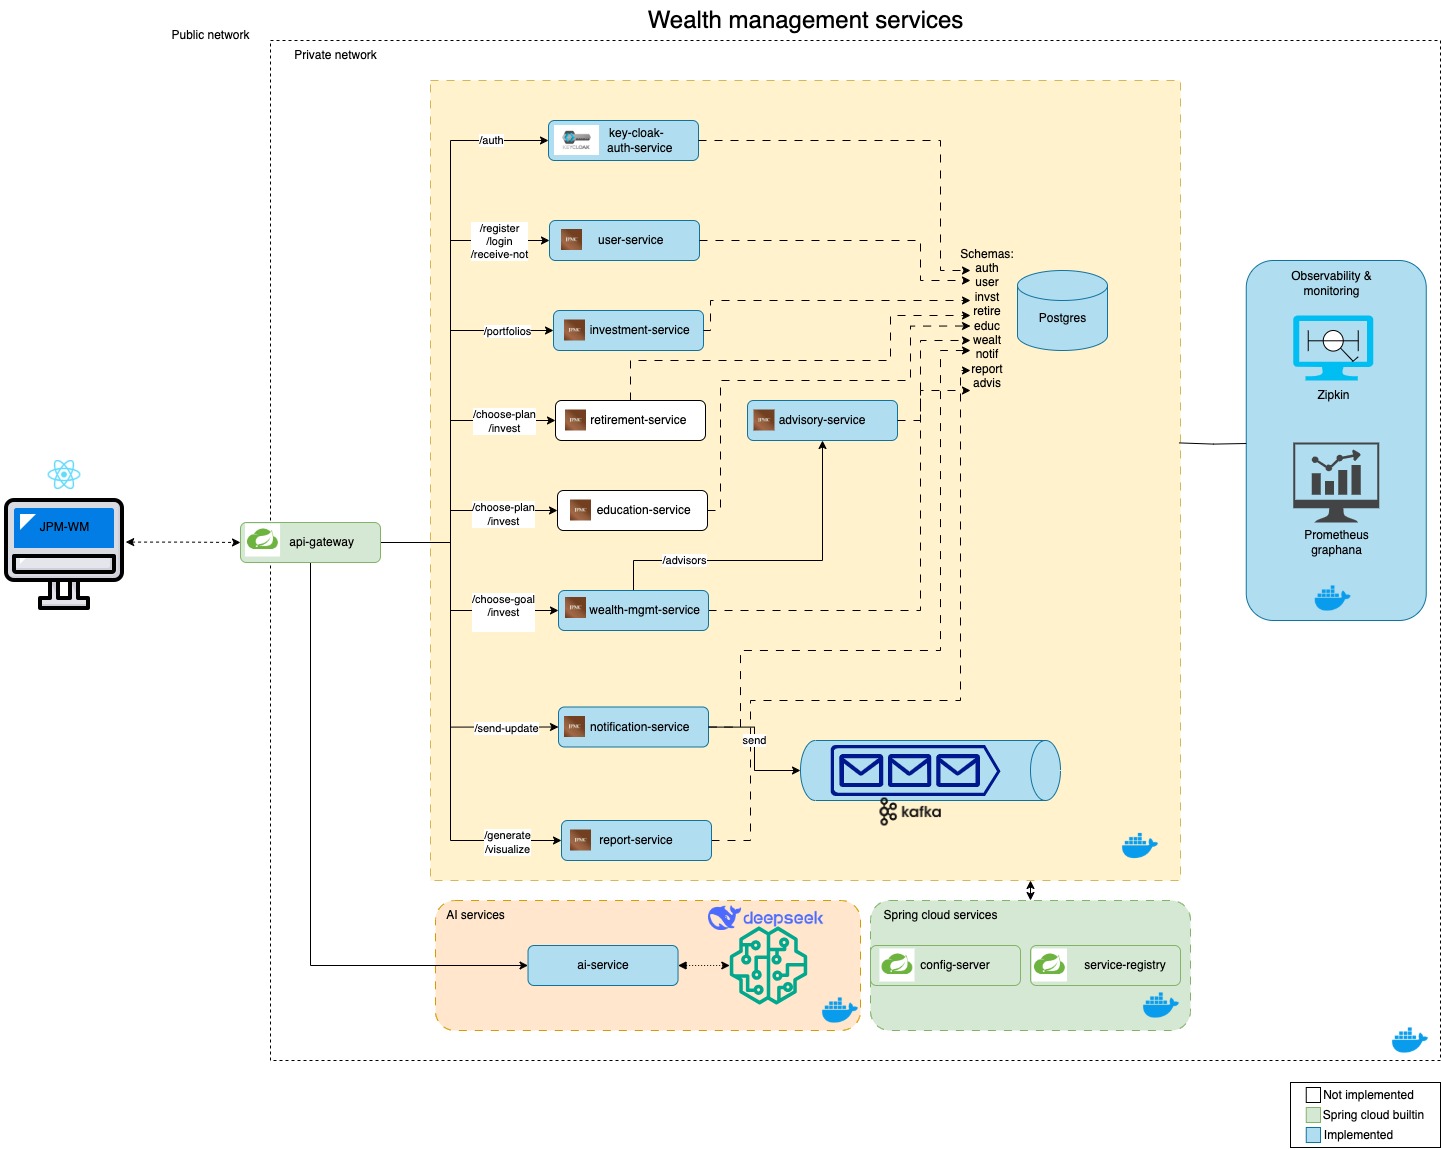 Wealth management services
Public network
Private network
/auth
KEYCLOAK
key-cloak-
auth-service
/register
/login
/receive-not
user-service
Schemas:
auth
user
invst
retire
educ
wealt
notif
report
advis
Postgres
Observability &
monitoring
Zipkin
Prometheus
graphana
/portfolios
investment-service
/choose-plan
/invest
retirement-service
advisory-service
/choose-plan
/invest
education-service
JPM-WM
api-gateway
/advisors
/choose-goal
/invest
wealth-mgmt-service
/send-update
notification-service
send
kafka
/generate
/visualize
report-service
AI services
deepseek
ai-service
Spring cloud services
config-server
service-registry
Not implemented
Spring cloud builtin
Implemented